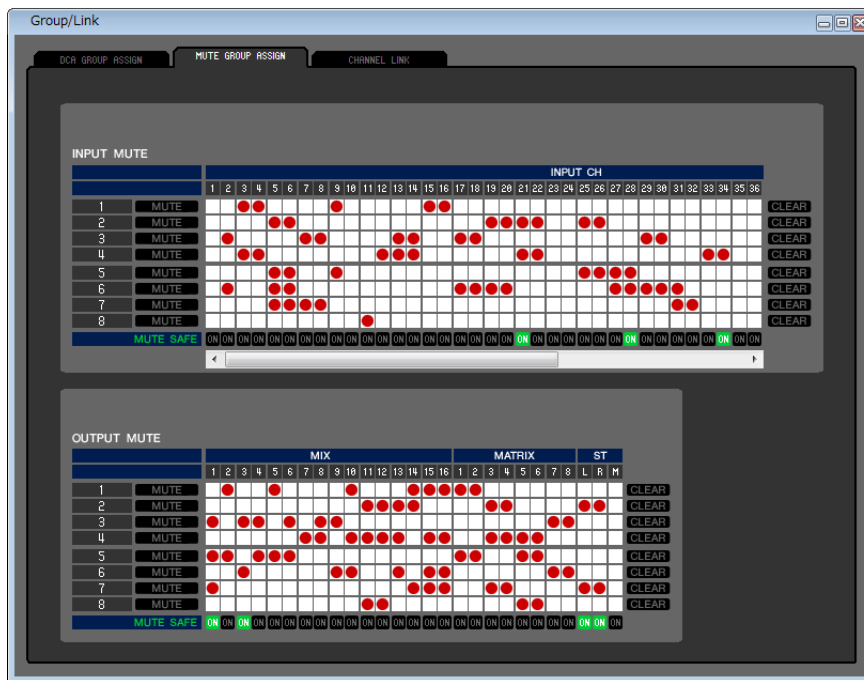 Group/Link
DCA GROUP ASSIGN MUTE GROUP ASSIGN CHANNEL LINK
INPUT MUTE
INPUT CH
1 2 3 4 5 6 7 8 9 10 11 12 13 14 15 16 17 18 19 20 21 22 23 24 25 26 27 28 29 30 31 32 33 34 35 36
1 MUTE CLEAR
2 MUTE CLEAR
3 MUTE CLEAR
4 MUTE CLEAR
5 MUTE CLEAR
6 MUTE CLEAR
7 MUTE CLEAR
8 MUTE CLEAR
MUTE SAFE ON ON ON ON ON ON ON ON ON ON ON ON ON ON ON ON ON ON ON ON ON ON ON ON ON ON ON ON ON ON ON ON ON ON ON ON
OUTPUT MUTE
MIX MATRIX ST
1 2 3 4 5 6 7 8 9 10 11 12 13 14 15 16 1 2 3 4 5 6 7 8 L R M
1 MUTE CLEAR
2 MUTE CLEAR
3 MUTE CLEAR
4 MUTE CLEAR
5 MUTE CLEAR
6 MUTE CLEAR
7 MUTE CLEAR
8 MUTE CLEAR
MUTE SAFE ON ON ON ON ON ON ON ON ON ON ON ON ON ON ON ON ON ON ON ON ON ON ON ON ON ON ON